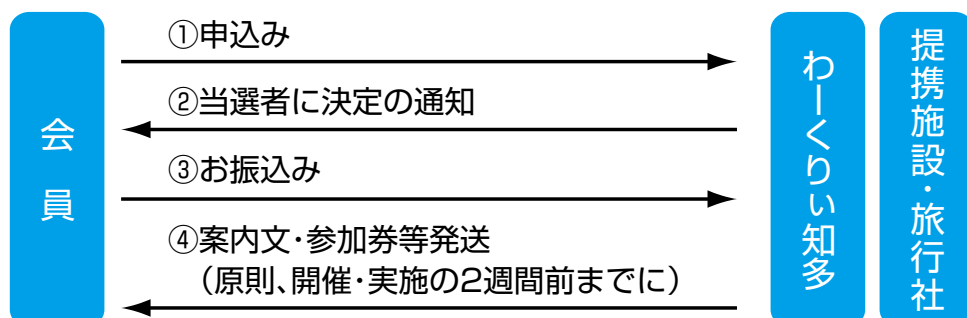 会員
①申込み
②当選者に決定の通知
③お振込み
④案内文・参加券等発送
（原則、開催・実施の2週間前までに）
わーくりぃ知多
提携施設・旅行社